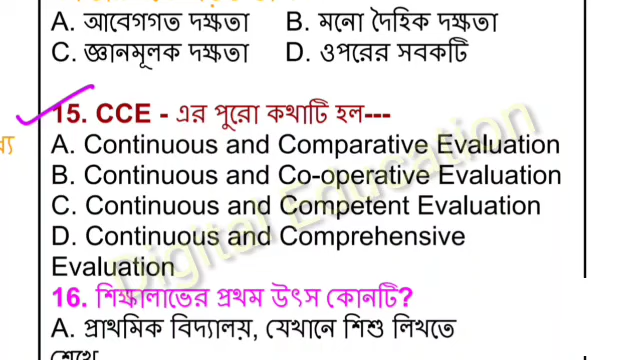 A. আবেগগত দক্ষতা B. মনো দৈহিক দক্ষতা
C. জ্ঞানমূলক দক্ষতা D. ওপরের সবকটি
15. CCE - এর পুরো কথাটি হল---
A. Continuous and Comparative Evaluation
B. Continuous and Co-operative Evaluation
C. Continuous and Competent Evaluation
D. Continuous and Comprehensive
Evaluation
16. শিক্ষালাভের প্রথম উৎস কোনটি?
A. প্রাথমিক বিদ্যালয়, যেখানে শিশু লিখতে
Digital Education